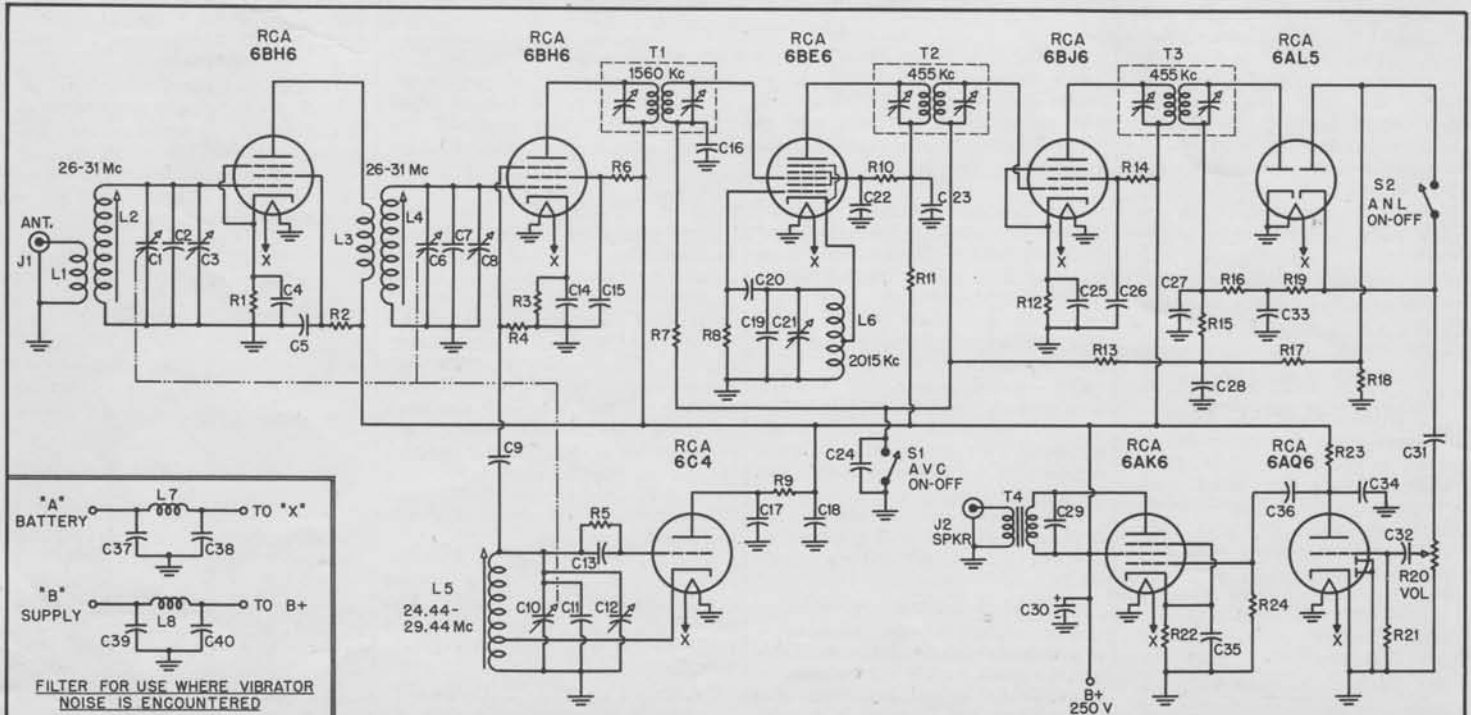 RCA
6BH6
RCA
6BH6
T1
1560 Kc
RCA
6BE6
T2
455 Kc
RCA
6BJ6
T3
455 Kc
RCA
6AL5
26-31 Mc
26-31 Mc
ANT.
J1
L1
L2
C1
C2
C3
R1
C4
C5
R2
L3
L4
C6
C7
C8
R3
R4
C14
C15
R6
C16
R7
R8
C20
C19
C21
L6
2015 Kc
C22
R10
C23
R11
R12
C25
C26
R14
R13
C27
R15
R16
C33
R19
C28
R17
R18
S2
A N L
ON-OFF
X
X
X
X
X
C9
RCA
6C4
C24
S1
A V C
ON-OFF
RCA
6AK6
RCA
6AQ6
R23
C31
L5
24.44-
29.44 Mc
R5
C13
C10
C11
C12
X
C17
R9
C18
J2
SPKR
T4
C29
C30
+
-
B+
250 V
X
R22
C35
R24
C36
C34
C32
R20
VOL
R21
X
"A"
BATTERY
L7
C37
C38
TO "X"
"B"
SUPPLY
L8
C39
C40
TO B+
FILTER FOR USE WHERE VIBRATOR
NOISE IS ENCOUNTERED